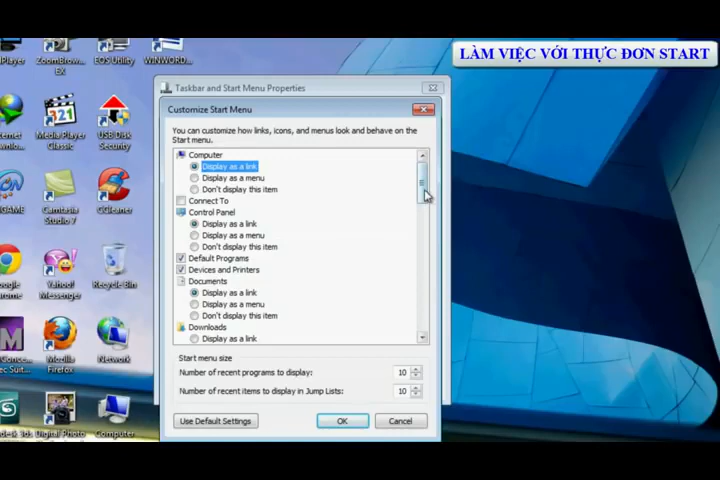 LÀM VIỆC VỚI THỰC ĐƠN START
Player
ZoomBrow...
EX
EOS Utility
WINWORD...
Media Player
Classic
USB Disk
Security
Camtasia
Studio 7
CCleaner
Yahoo!
Messenger
Recycle Bin
Mozilla
Firefox
Network
Digital Photo
Computer
Taskbar and Start Menu Properties
Customize Start Menu
You can customize how links, icons, and menus look and behave on the
Start menu.
Computer
Display as a link
Display as a menu
Don't display this item
Connect To
Control Panel
Display as a link
Display as a menu
Don't display this item
Default Programs
Devices and Printers
Documents
Display as a link
Display as a menu
Don't display this item
Downloads
Display as a link
Start menu size
Number of recent programs to display:
10
Number of recent items to display in Jump Lists:
10
Use Default Settings
OK
Cancel